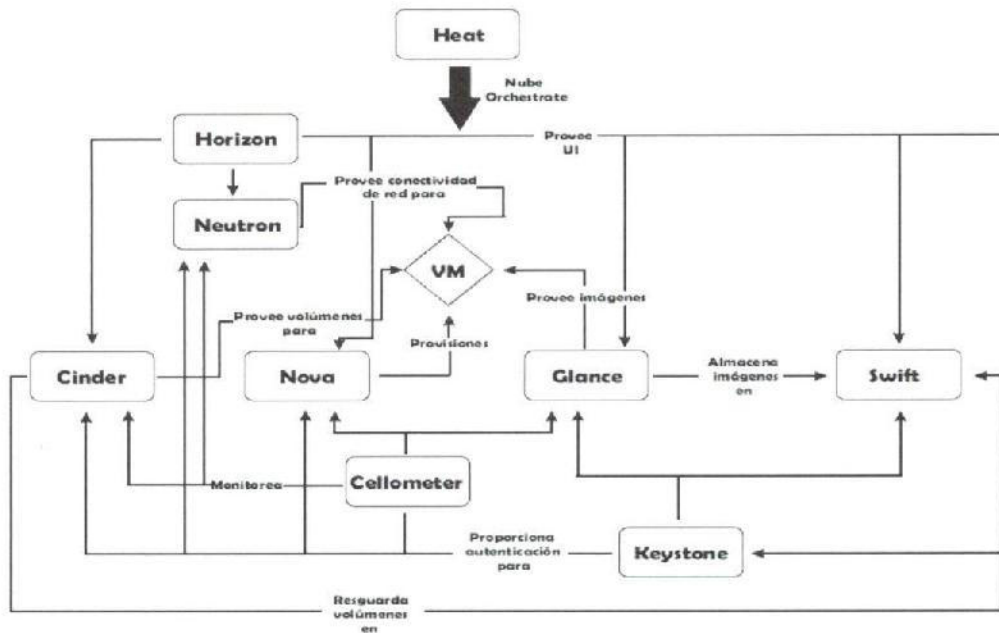 Heat
Nube
Orchestrate
Horizon
Provee
UI
Provee conectividad
de red para
Neutron
VM
Provee imágenes
Provee volúmenes
para
Provisiones
Cinder
Nova
Glance
Almacena
imágenes
en
Swift
Monitorea
Cellometer
Proporciona
autenticación
para
Keystone
Resguarda
volúmenes
en